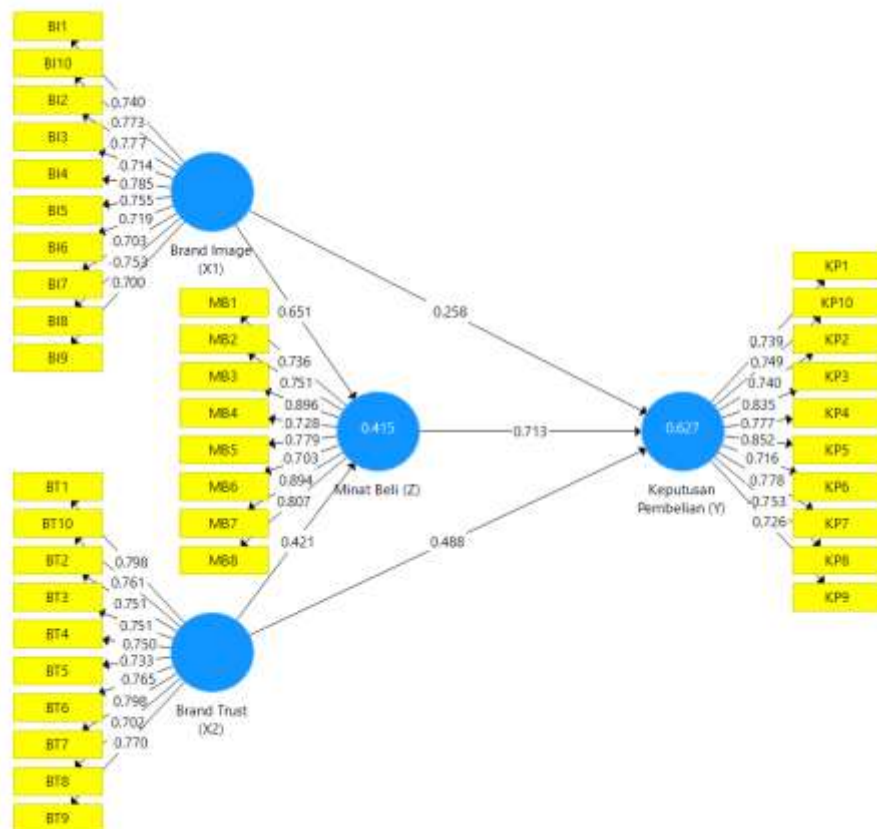 BI1
BI10
BI2
BI3
BI4
BI5
BI6
BI7
BI8
BI9
0.740
0.773
0.777
0.714
0.785
0.755
0.719
0.703
0.753
0.700
Brand Image
(X1)
0.651
0.258
MB1
MB2
MB3
MB4
MB5
MB6
MB7
MB8
0.736
0.751
0.896
0.728
0.779
0.703
0.894
0.807
0.415
Minat Beli (Z)
0.713
0.627
Keputusan
Pembelian (Y)
0.739
0.749
0.740
0.835
0.777
0.852
0.716
0.778
0.753
0.726
KP1
KP10
KP2
KP3
KP4
KP5
KP6
KP7
KP8
KP9
0.421
0.488
BT1
BT10
BT2
BT3
BT4
BT5
BT6
BT7
BT8
BT9
0.798
0.761
0.751
0.751
0.750
0.733
0.765
0.798
0.702
0.770
Brand Trust
(X2)